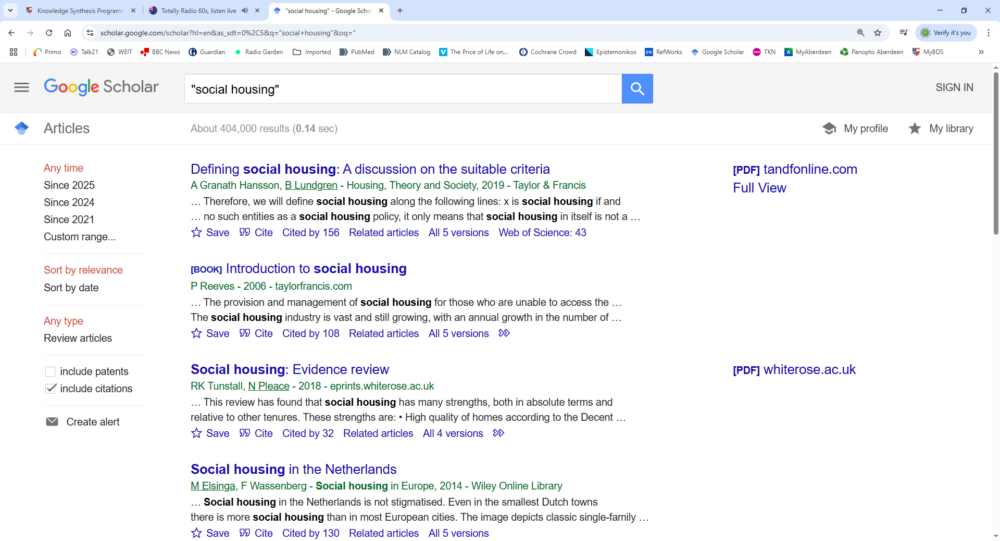 Knowledge Synthesis Programm
Totally Radio 60s, listen live
"social housing" - Google Schol
scholar.google.com/scholar?hl=en&as_sdt=0%2C5&q="social+housing"&oq="
Verify it's you
Primo
Talk21
WEIT
BBC News
Guardian
Radio Garden
Imported
PubMed
NLM Catalog
The Price of Life on...
Cochrane Crowd
Epistemonikos
RefWorks
Google Scholar
TKN
MyAberdeen
Panopto Aberdeen
MyBDS
Google Scholar
"social housing"
SIGN IN
Articles
About 404,000 results (0.14 sec)
My profile
My library
Any time
Since 2025
Since 2024
Since 2021
Custom range...
Sort by relevance
Sort by date
Any type
Review articles
include patents
include citations
Create alert
Defining social housing: A discussion on the suitable criteria
A Granath Hansson, B Lundgren - Housing, Theory and Society, 2019 - Taylor & Francis
… Therefore, we will define social housing along the following lines: x is social housing if and
… no such entities as a social housing policy, it only means that social housing in itself is not a …
Save Cite Cited by 156 Related articles All 5 versions Web of Science: 43
[PDF] tandfonline.com
Full View
[BOOK] Introduction to social housing
P Reeves - 2006 - taylorfrancis.com
… The provision and management of social housing for those who are unable to access the …
The social housing industry is vast and still growing, with an annual growth in the number of …
Save Cite Cited by 108 Related articles All 5 versions
Social housing: Evidence review
RK Tunstall, N Pleace - 2018 - eprints.whiterose.ac.uk
… This review has found that social housing has many strengths, both in absolute terms and
relative to other tenures. These strengths are: • High quality of homes according to the Decent …
Save Cite Cited by 32 Related articles All 4 versions
[PDF] whiterose.ac.uk
Social housing in the Netherlands
M Elsinga, F Wassenberg - Social housing in Europe, 2014 - Wiley Online Library
… Social housing in the Netherlands is not stigmatised. Even in the smallest Dutch towns
there is more social housing than in most European cities. The image depicts classic single-family …
Save Cite Cited by 130 Related articles All 5 versions